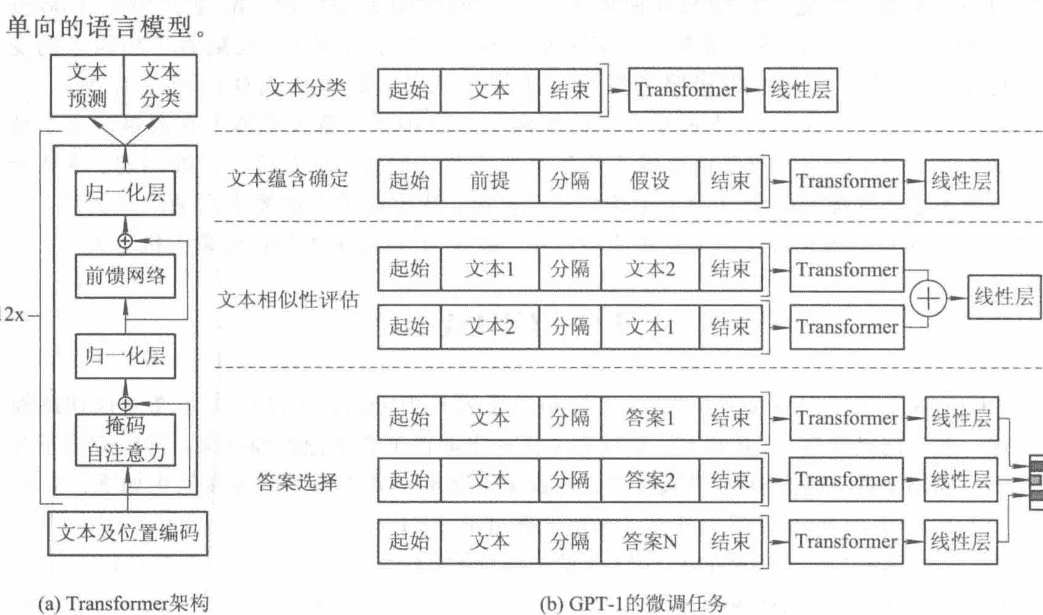 单向的语言模型。
文本预测
文本分类
归一化层
前馈网络
归一化层
掩码
自注意力
12x
文本及位置编码
(a) Transformer架构
文本分类 起始 文本 结束 Transformer 线性层
文本蕴含确定 起始 前提 分隔 假设 结束 Transformer 线性层
文本相似性评估
起始 文本1 分隔 文本2 结束 Transformer
起始 文本2 分隔 文本1 结束 Transformer
线性层
答案选择
起始 文本 分隔 答案1 结束 Transformer 线性层
起始 文本 分隔 答案2 结束 Transformer 线性层
起始 文本 分隔 答案N 结束 Transformer 线性层
(b) GPT-1的微调任务